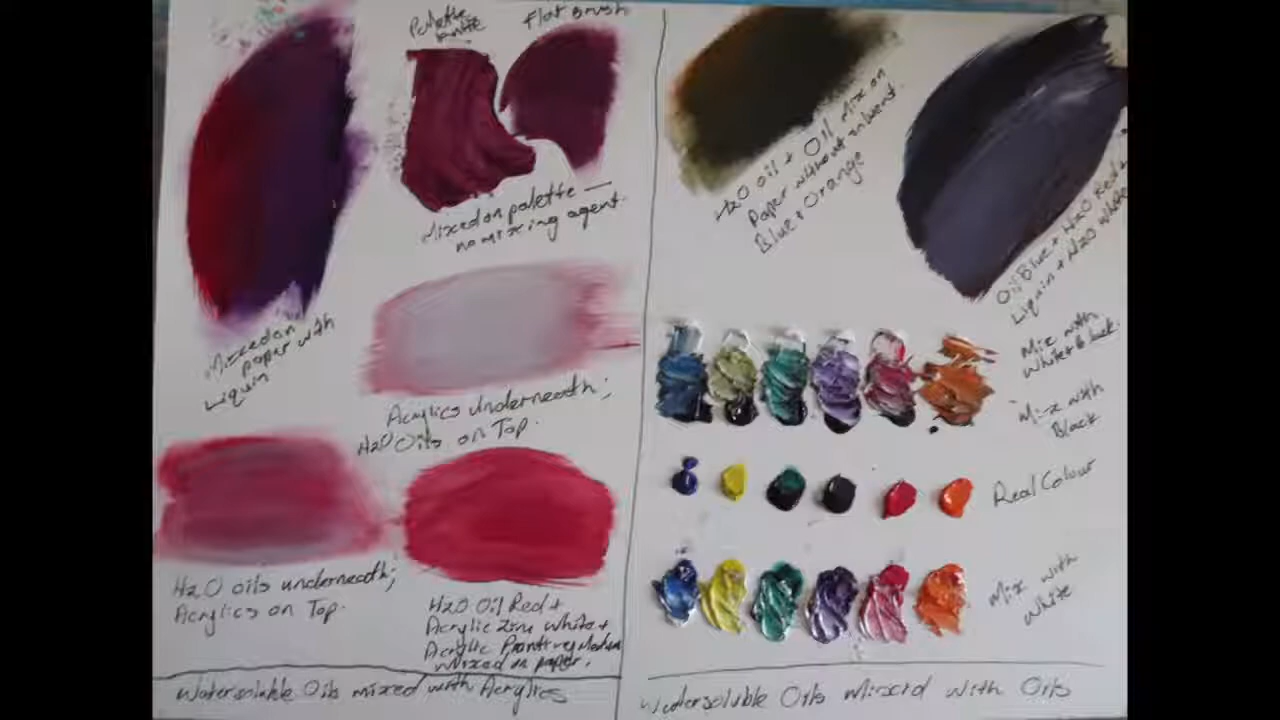 Palette
Knife
Flat Brush
Mixed on palette —
no mixing agent.
Mixed on
paper with
Liquin
Acrylics underneath;
H2O Oils on Top.
H2O oils underneath;
Acrylics on Top.
H2O Oil Red +
Acrylic Zinc White +
Acrylic
Mixed on paper.
Watersoluble Oils mixed with Acrylics
H2O oil + Oil Mix on
Paper without solvent.
Blue + Orange
Oil Blue + H2O Red +
Liquin + H2O white
Mix with
White & Black.
Mix with
Black
Real Colour
Mix with
White
Watersoluble Oils Mixed with Oils